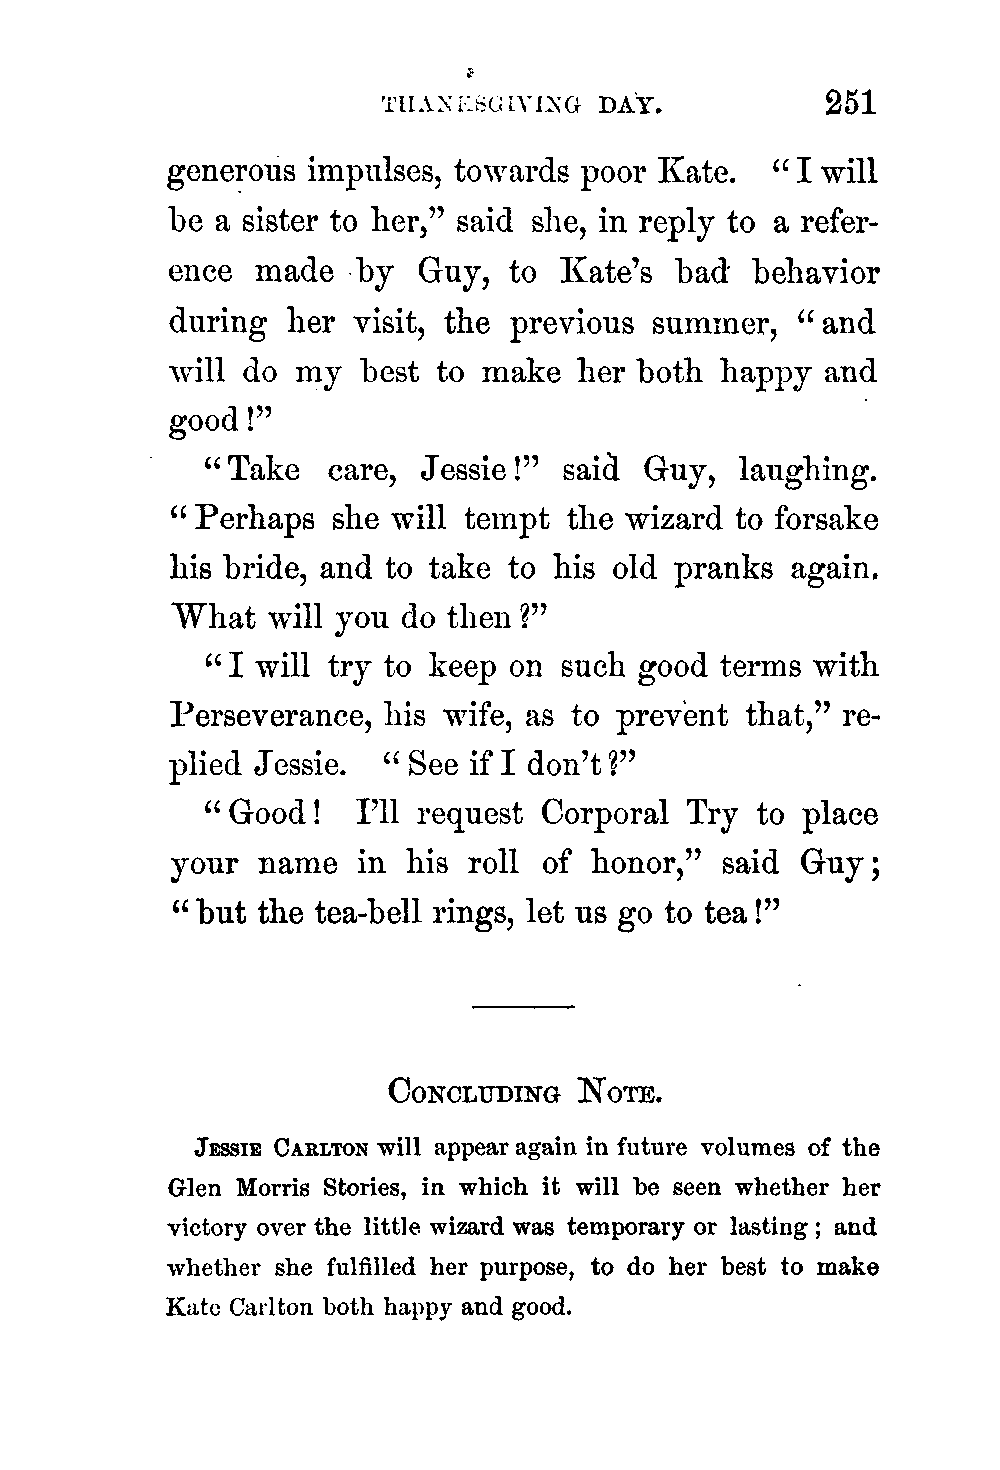 THANKSGIVING DAY. 251
generous impulses, towards poor Kate. "I will
be a sister to her," said she, in reply to a refer-
ence made by Guy, to Kate's bad behavior
during her visit, the previous summer, "and
will do my best to make her both happy and
good!"
"Take care, Jessie!" said Guy, laughing.
"Perhaps she will tempt the wizard to forsake
his bride, and to take to his old pranks again.
What will you do then?"
"I will try to keep on such good terms with
Perseverance, his wife, as to prevent that," re-
plied Jessie. "See if I don't?"
"Good! I'll request Corporal Try to place
your name in his roll of honor," said Guy;
"but the tea-bell rings, let us go to tea!"
CONCLUDING NOTE.
JESSIE CARLTON will appear again in future volumes of the
Glen Morris Stories, in which it will be seen whether her
victory over the little wizard was temporary or lasting; and
whether she fulfilled her purpose, to do her best to make
Kate Carlton both happy and good.